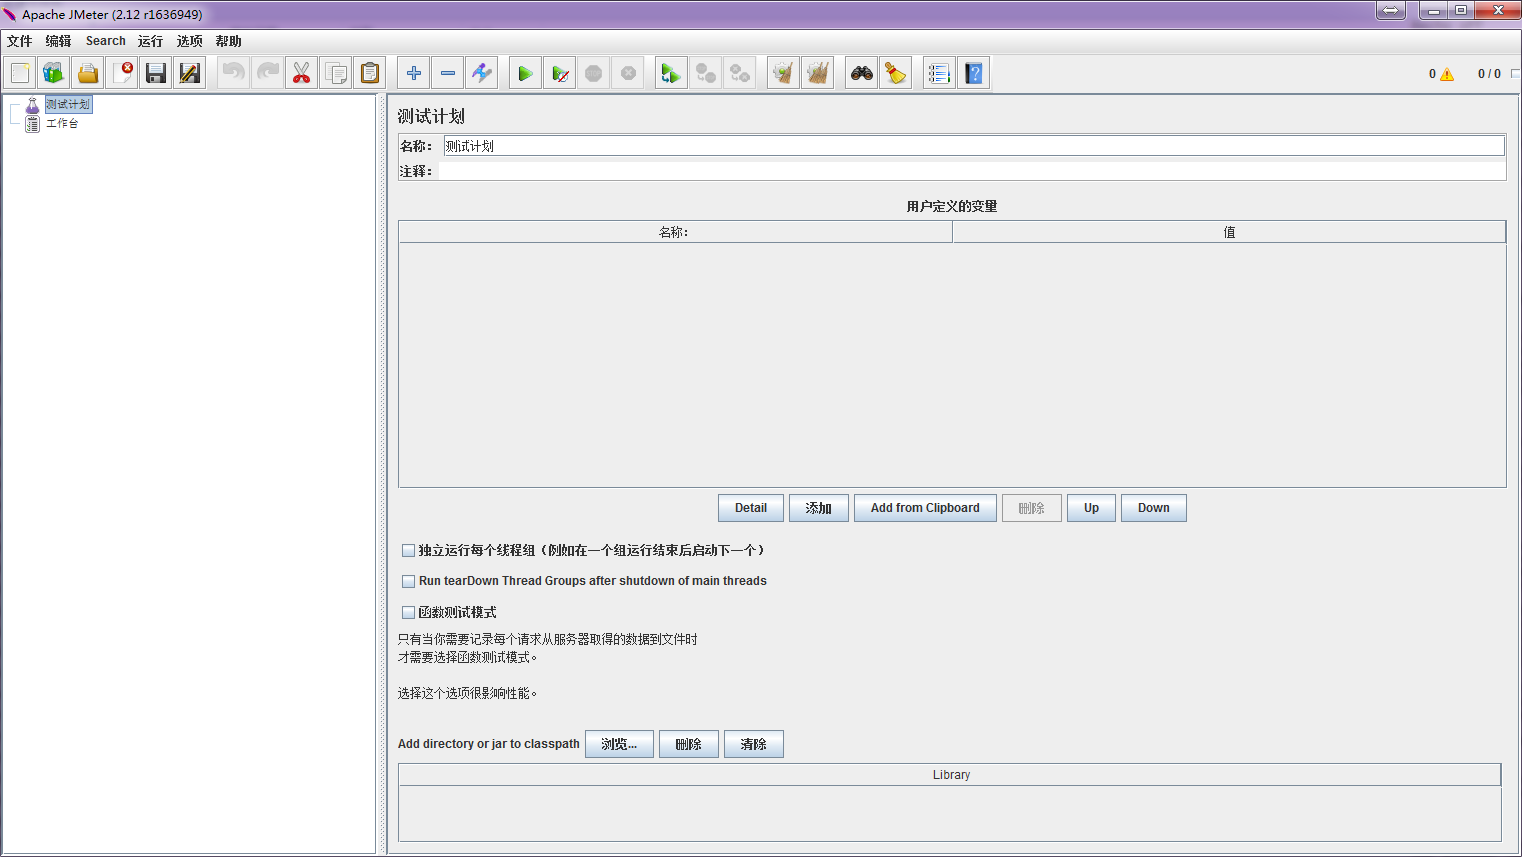 Apache JMeter (2.12 r1636949)
文件 编辑 Search 运行 选项 帮助
0 0 / 0
测试计划
工作台
测试计划
名称： 测试计划
注释：
用户定义的变量
名称： 值
Detail 添加 Add from Clipboard 删除 Up Down
独立运行每个线程组（例如在一个组运行结束后启动下一个）
Run tearDown Thread Groups after shutdown of main threads
函数测试模式
只有当你需要记录每个请求从服务器取得的数据到文件时
才需要选择函数测试模式。
选择这个选项很影响性能。
Add directory or jar to classpath 浏览... 删除 清除
Library